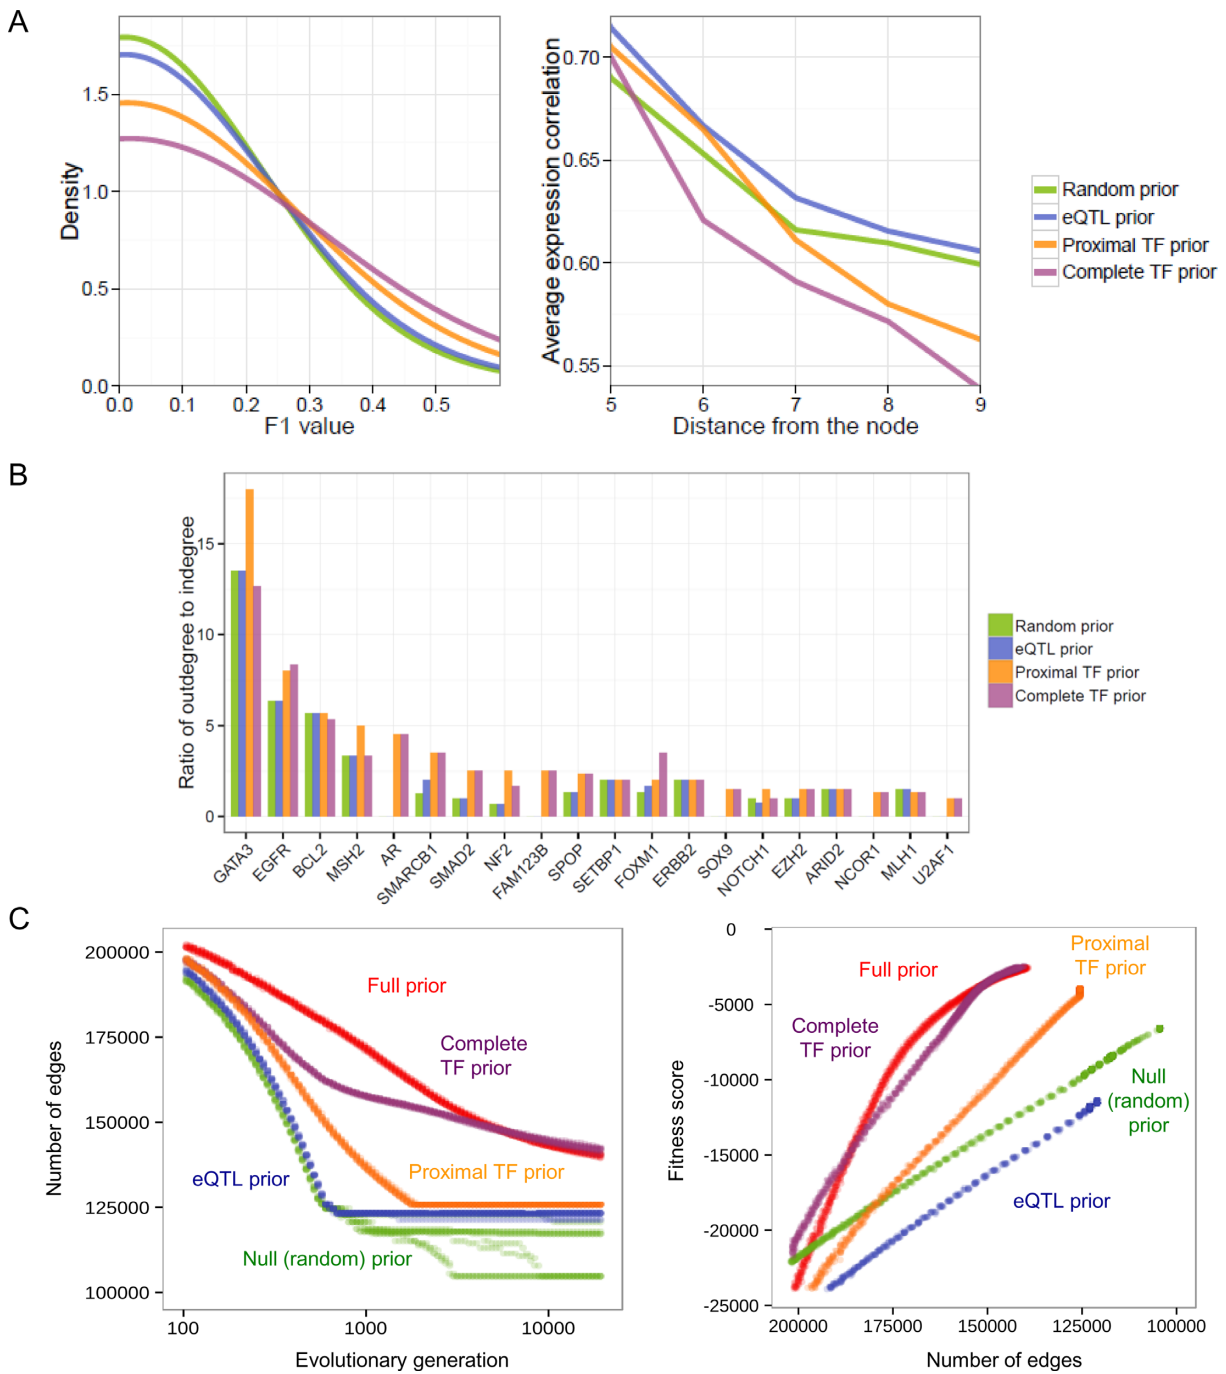 A
Density
1.5
1.0
0.5
0.0
0.0 0.1 0.2 0.3 0.4 0.5
F1 value
Average expression correlation
0.70
0.65
0.60
0.55
5 6 7 8 9
Distance from the node
Random prior
eQTL prior
Proximal TF prior
Complete TF prior
B
Ratio of outdegree to indegree
15
10
5
0
GATA3 EGFR BCL2 MSH2 AR SMARCB1 SMAD2 NF2 FAM123B SPOP SETBP1 FOXM1 ERBB2 SOX9 NOTCH1 EZH2 ARID2 NCOR1 MLH1 U2AF1
Random prior
eQTL prior
Proximal TF prior
Complete TF prior
C
Number of edges
200000
175000
150000
125000
100000
Full prior
Complete
TF prior
Proximal TF prior
eQTL prior
Null (random) prior
100 1000 10000
Evolutionary generation
Fitness score
0
-5000
-10000
-15000
-20000
-25000
Proximal
TF prior
Full prior
Complete
TF prior
Null
(random)
prior
eQTL prior
200000 175000 150000 125000 100000
Number of edges